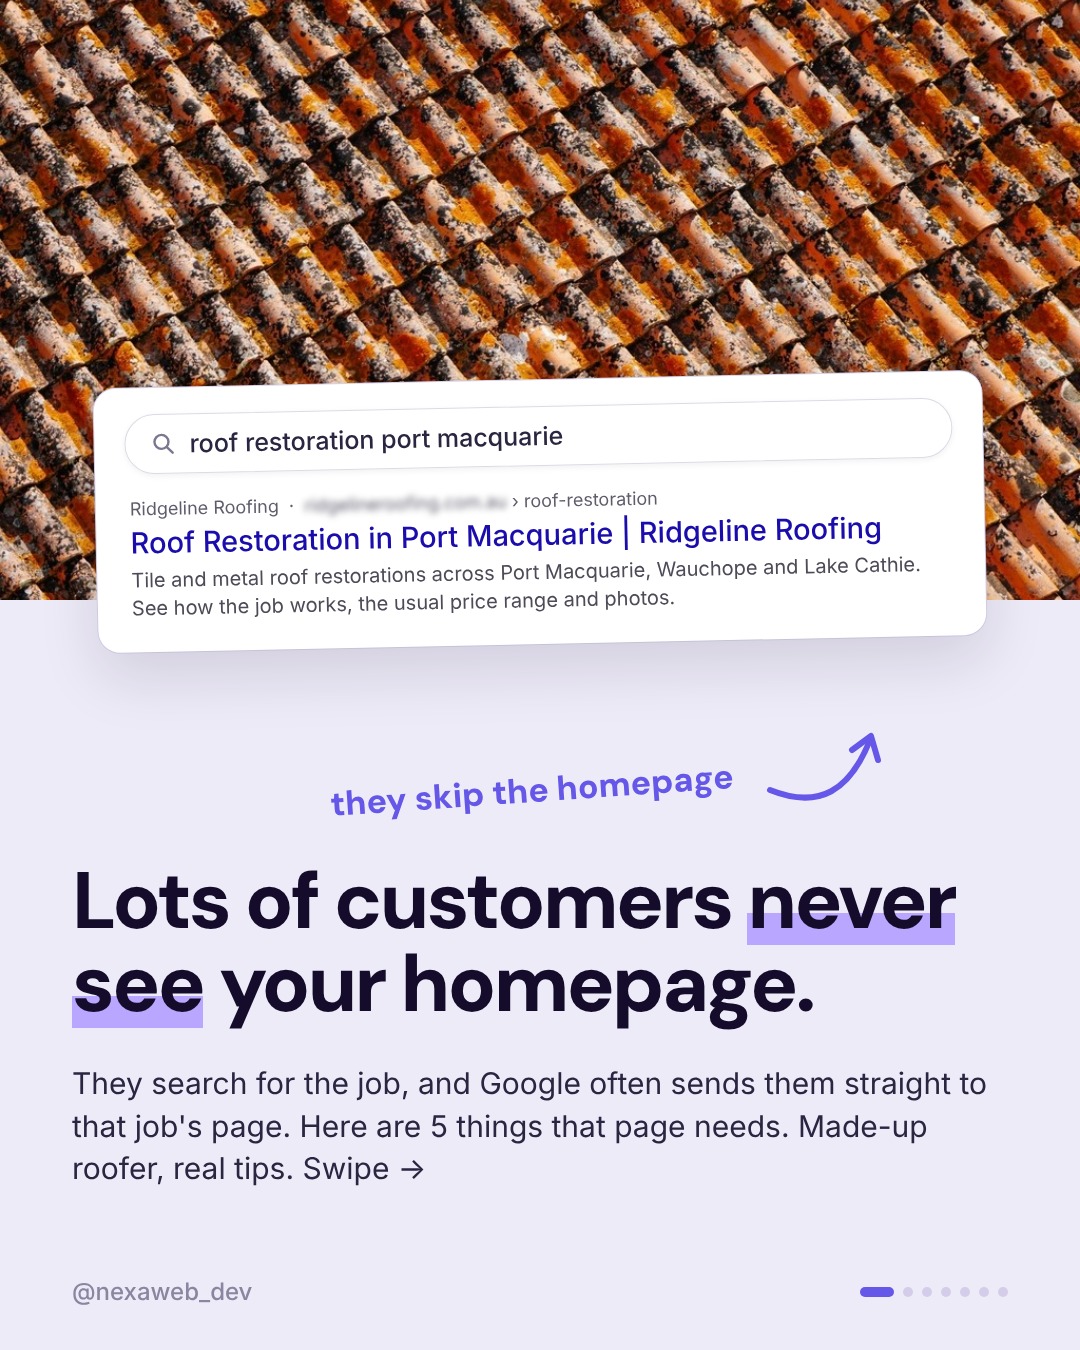 roof restoration port macquarie
Ridgeline Roofing · › roof-restoration
Roof Restoration in Port Macquarie | Ridgeline Roofing
Tile and metal roof restorations across Port Macquarie, Wauchope and Lake Cathie.
See how the job works, the usual price range and photos.
they skip the homepage
Lots of customers never
see your homepage.
They search for the job, and Google often sends them straight to
that job's page. Here are 5 things that page needs. Made-up
roofer, real tips. Swipe →
@nexaweb_dev